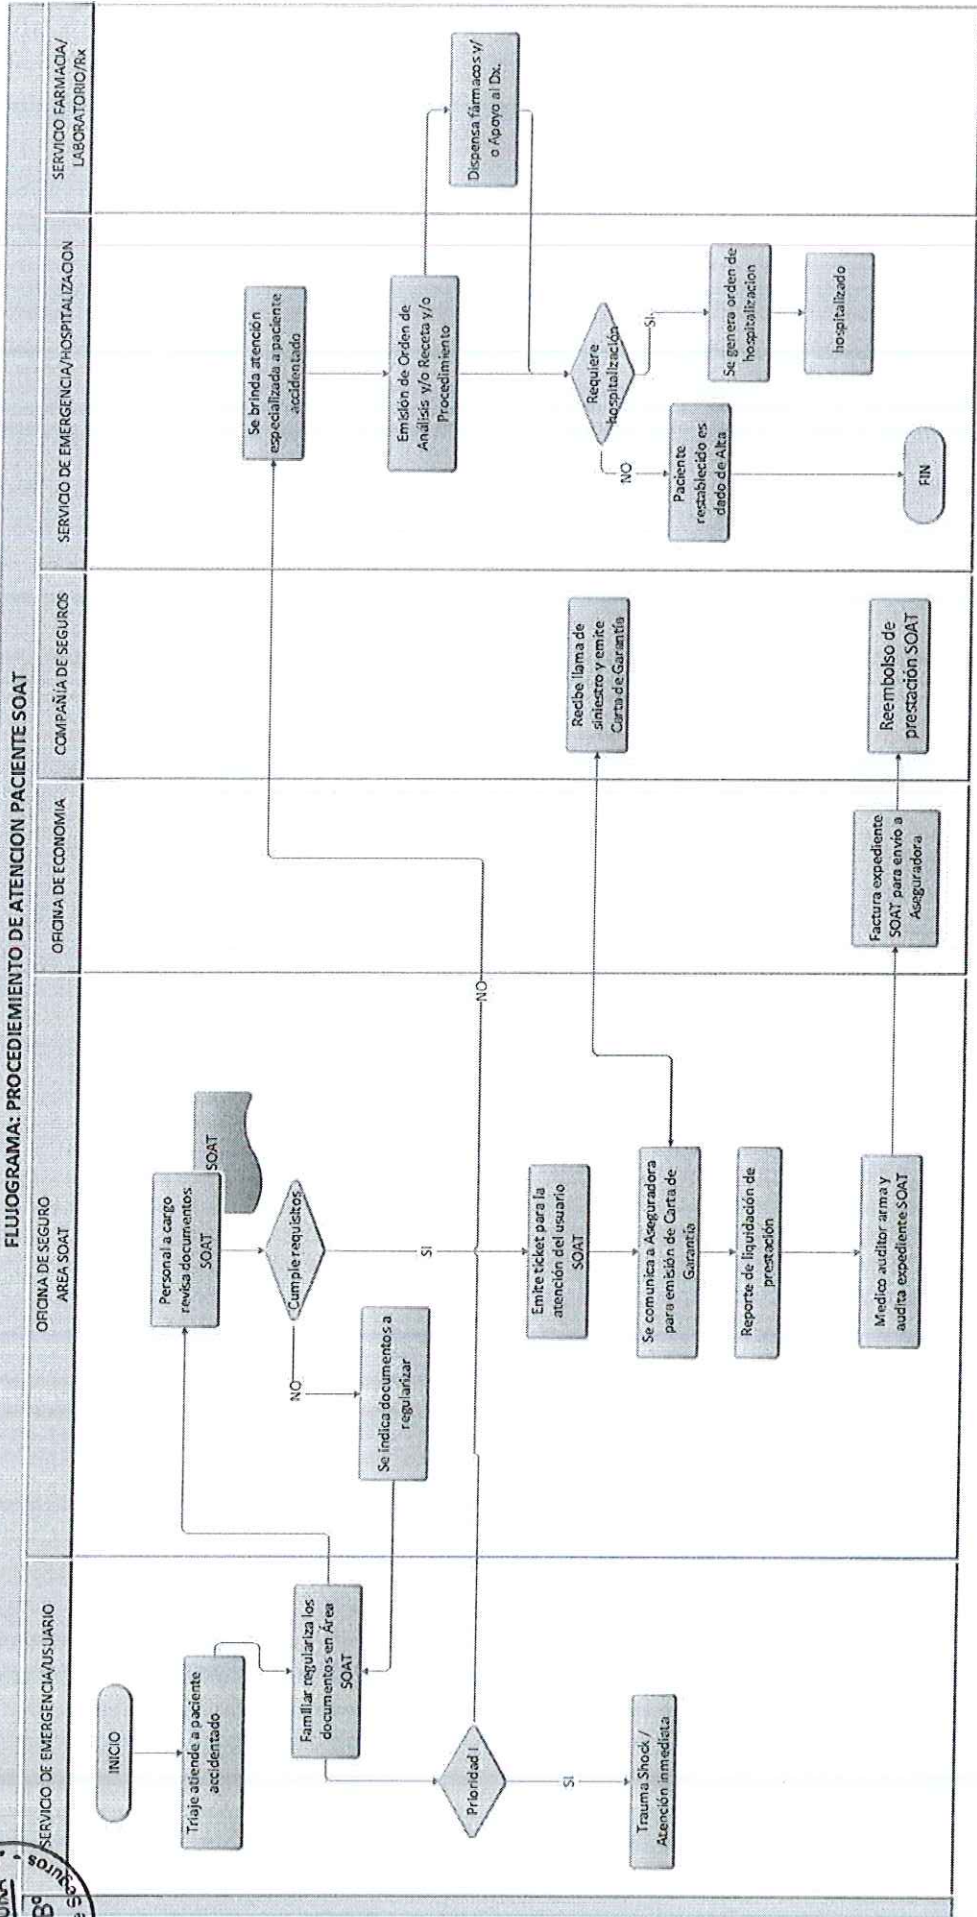 FLUJOGRAMA: PROCEDIEMIENTO DE ATENCION PACIENTE SOAT
SERVICIO DE EMERGENCIA/USUARIO
OFICINA DE SEGURO
AREA SOAT
OFICINA DE ECONOMIA
COMPAÑÍA DE SEGUROS
SERVICIO DE EMERGENCIA/HOSPITALIZACION
SERVICIO FARMACIA/
LABORATORIO/Rx
INICIO
Triaje atiende a paciente
accidentado
Familiar regulariza los
documentos en Área
SOAT
Prioridad I
SI
Trauma Shock /
Atención inmediata
Personal a cargo
revisa documentos
SOAT
SOAT
Cumple requisitos
NO
Se indica documentos a
regularizar
SI
NO
Emite ticket para la
atención del usuario
SOAT
Se comunica a Aseguradora
para emisión de Carta de
Garantía
Reporte de liquidación de
prestación
Medico auditor arma y
audita expediente SOAT
Factura expediente
SOAT para envío a
Aseguradora
Recibe llama de
siniestro y emite
Carta de Garantía
Reembolso de
prestación SOAT
Se brinda atención
especializada a paciente
accidentado
Emisión de Orden de
Análisis y/o Receta y/o
Procedimiento
Requiere
hospitalización
NO
SI
Paciente
restablecido es
dado de Alta
FIN
Se genera orden de
hospitalizacion
hospitalizado
Dispensa fármacos y/
o Apoyo al Dx.
Bº
Seguros